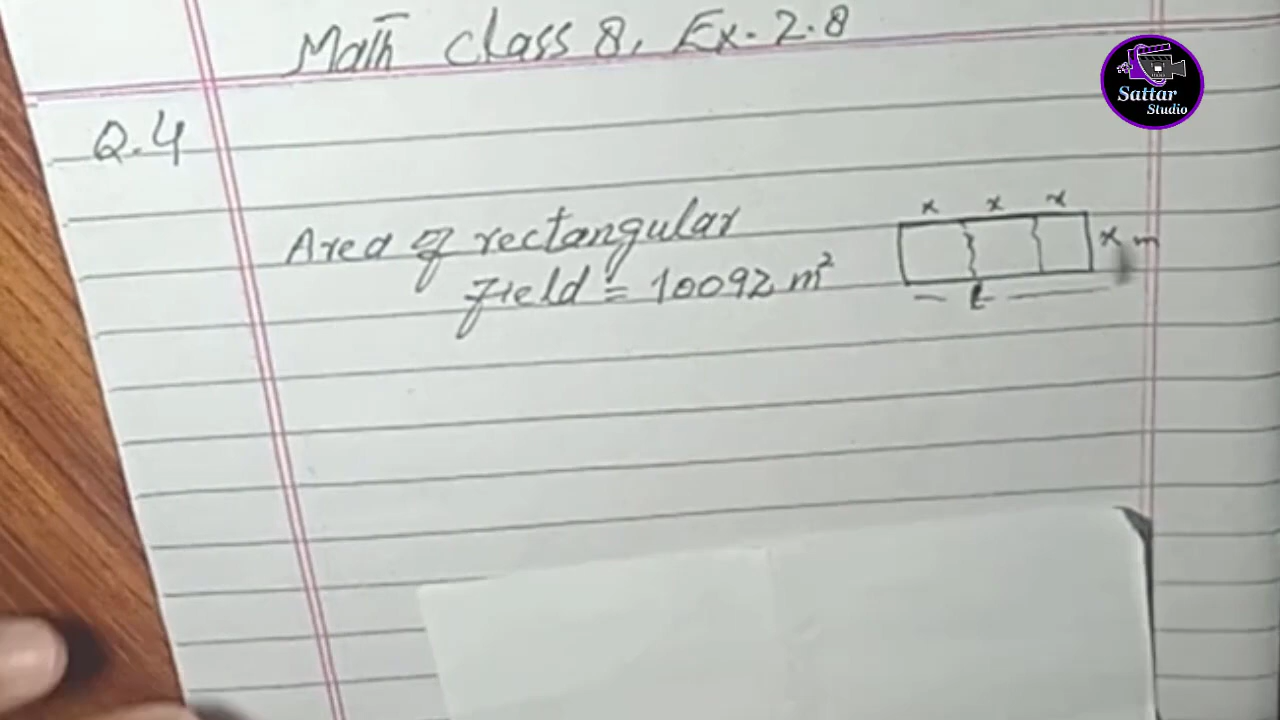 Math Class 8, Ex. 2.8
Sattar
Studio
Q.4
Area of rectangular
field = 10092 m²
x x x
x m
l